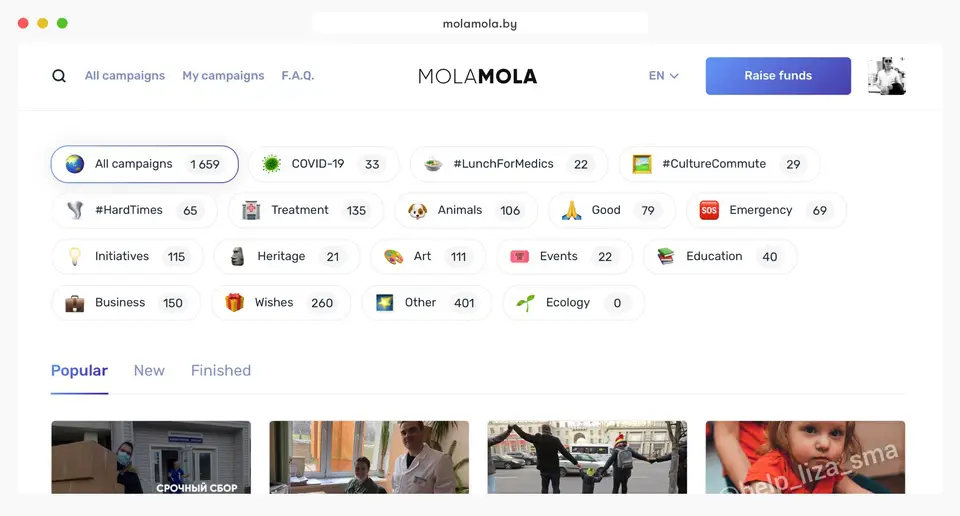 molamola.by
All campaigns My campaigns F.A.Q. MOLAMOLA EN Raise funds
All campaigns 1 659 COVID-19 33 #LunchForMedics 22 #CultureCommute 29
#HardTimes 65 Treatment 135 Animals 106 Good 79 SOS Emergency 69
Initiatives 115 Heritage 21 Art 111 Events 22 Education 40
Business 150 Wishes 260 Other 401 Ecology 0
Popular New Finished
СРОЧНЫЙ СБОР
@help_liza_sma